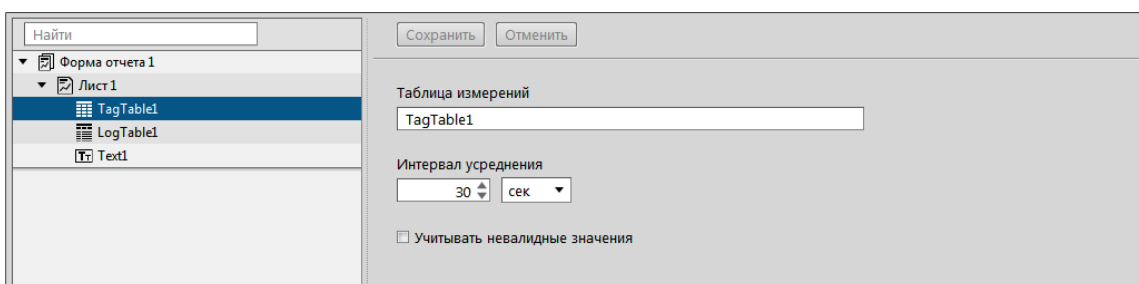 Найти
Сохранить Отменить
Форма отчета 1
Лист 1
TagTable1
LogTable1
Text1
Таблица измерений
TagTable1
Интервал усреднения
30 сек
Учитывать невалидные значения